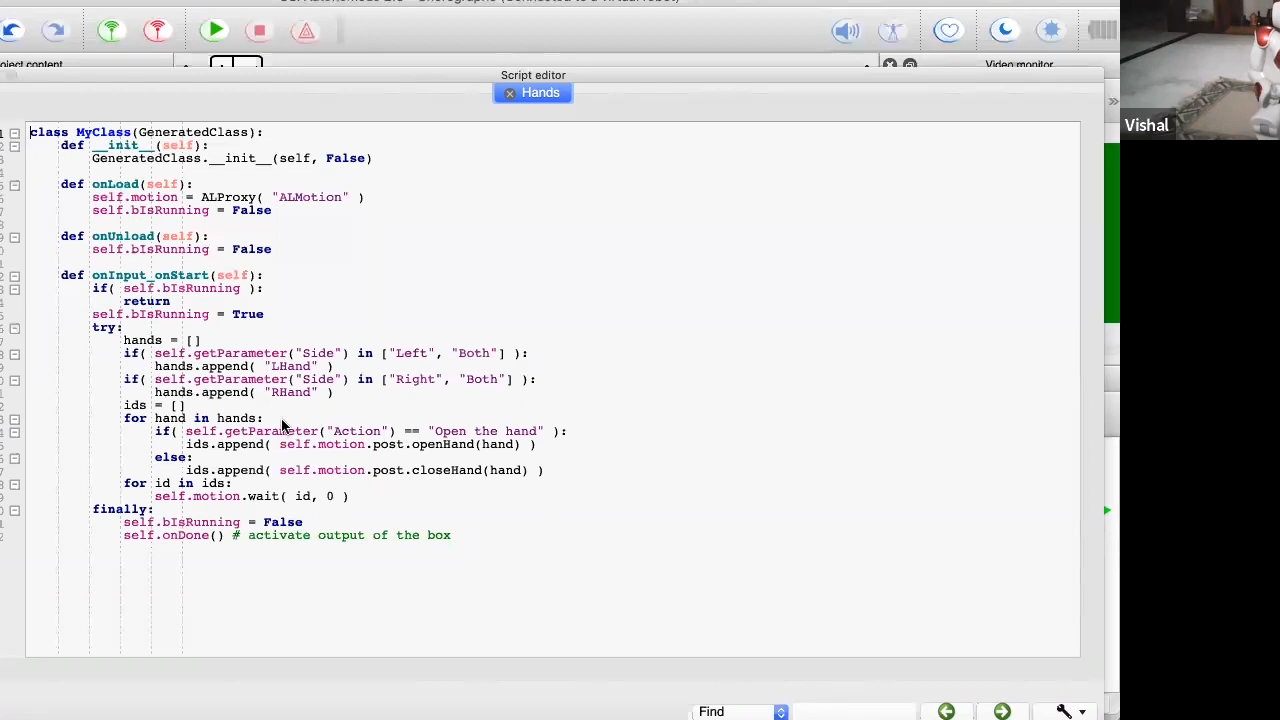 Script editor
Video monitor
Hands
Vishal
class MyClass(GeneratedClass):
    def __init__(self):
        GeneratedClass.__init__(self, False)
    def onLoad(self):
        self.motion = ALProxy( "ALMotion" )
        self.bIsRunning = False
    def onUnload(self):
        self.bIsRunning = False
    def onInput_onStart(self):
        if( self.bIsRunning ):
            return
        self.bIsRunning = True
        try:
            hands = []
            if( self.getParameter("Side") in ["Left", "Both"] ):
                hands.append( "LHand" )
            if( self.getParameter("Side") in ["Right", "Both"] ):
                hands.append( "RHand" )
            ids = []
            for hand in hands:
                if( self.getParameter("Action") == "Open the hand" ):
                    ids.append( self.motion.post.openHand(hand) )
                else:
                    ids.append( self.motion.post.closeHand(hand) )
            for id in ids:
                self.motion.wait( id, 0 )
        finally:
            self.bIsRunning = False
            self.onDone() # activate output of the box
Find